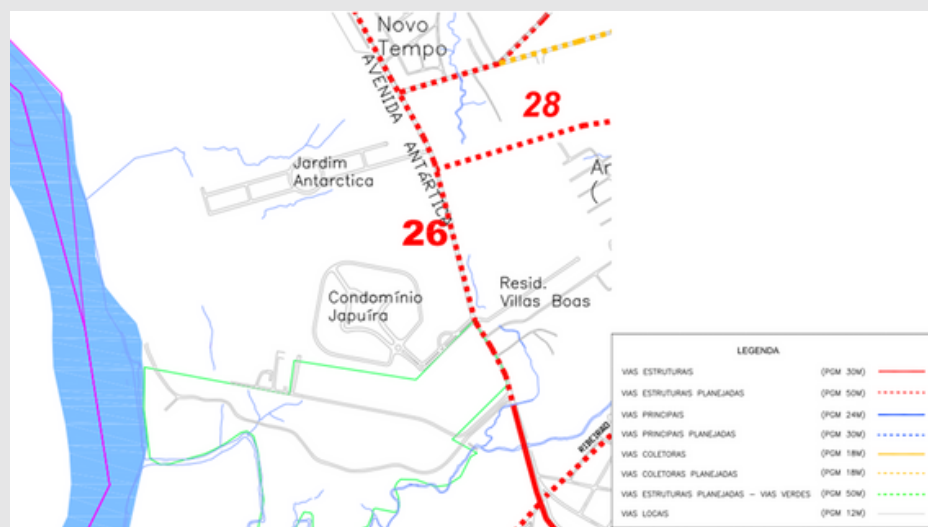 Novo
Tempo
AVENIDA
ANTÁRTICA
28
Jardim
Antarctica
26
Condomínio
Japuíra
Resid.
Villas Boas
Ar
(
RIBEIRÃO
LEGENDA
VIAS ESTRUTURAIS (PGM 30M)
VIAS ESTRUTURAIS PLANEJADAS (PGM 50M)
VIAS PRINCIPAIS (PGM 24M)
VIAS PRINCIPAIS PLANEJADAS (PGM 30M)
VIAS COLETORAS (PGM 18M)
VIAS COLETORAS PLANEJADAS (PGM 18M)
VIAS ESTRUTURAIS PLANEJADAS – VIAS VERDES (PGM 50M)
VIAS LOCAIS (PGM 12M)